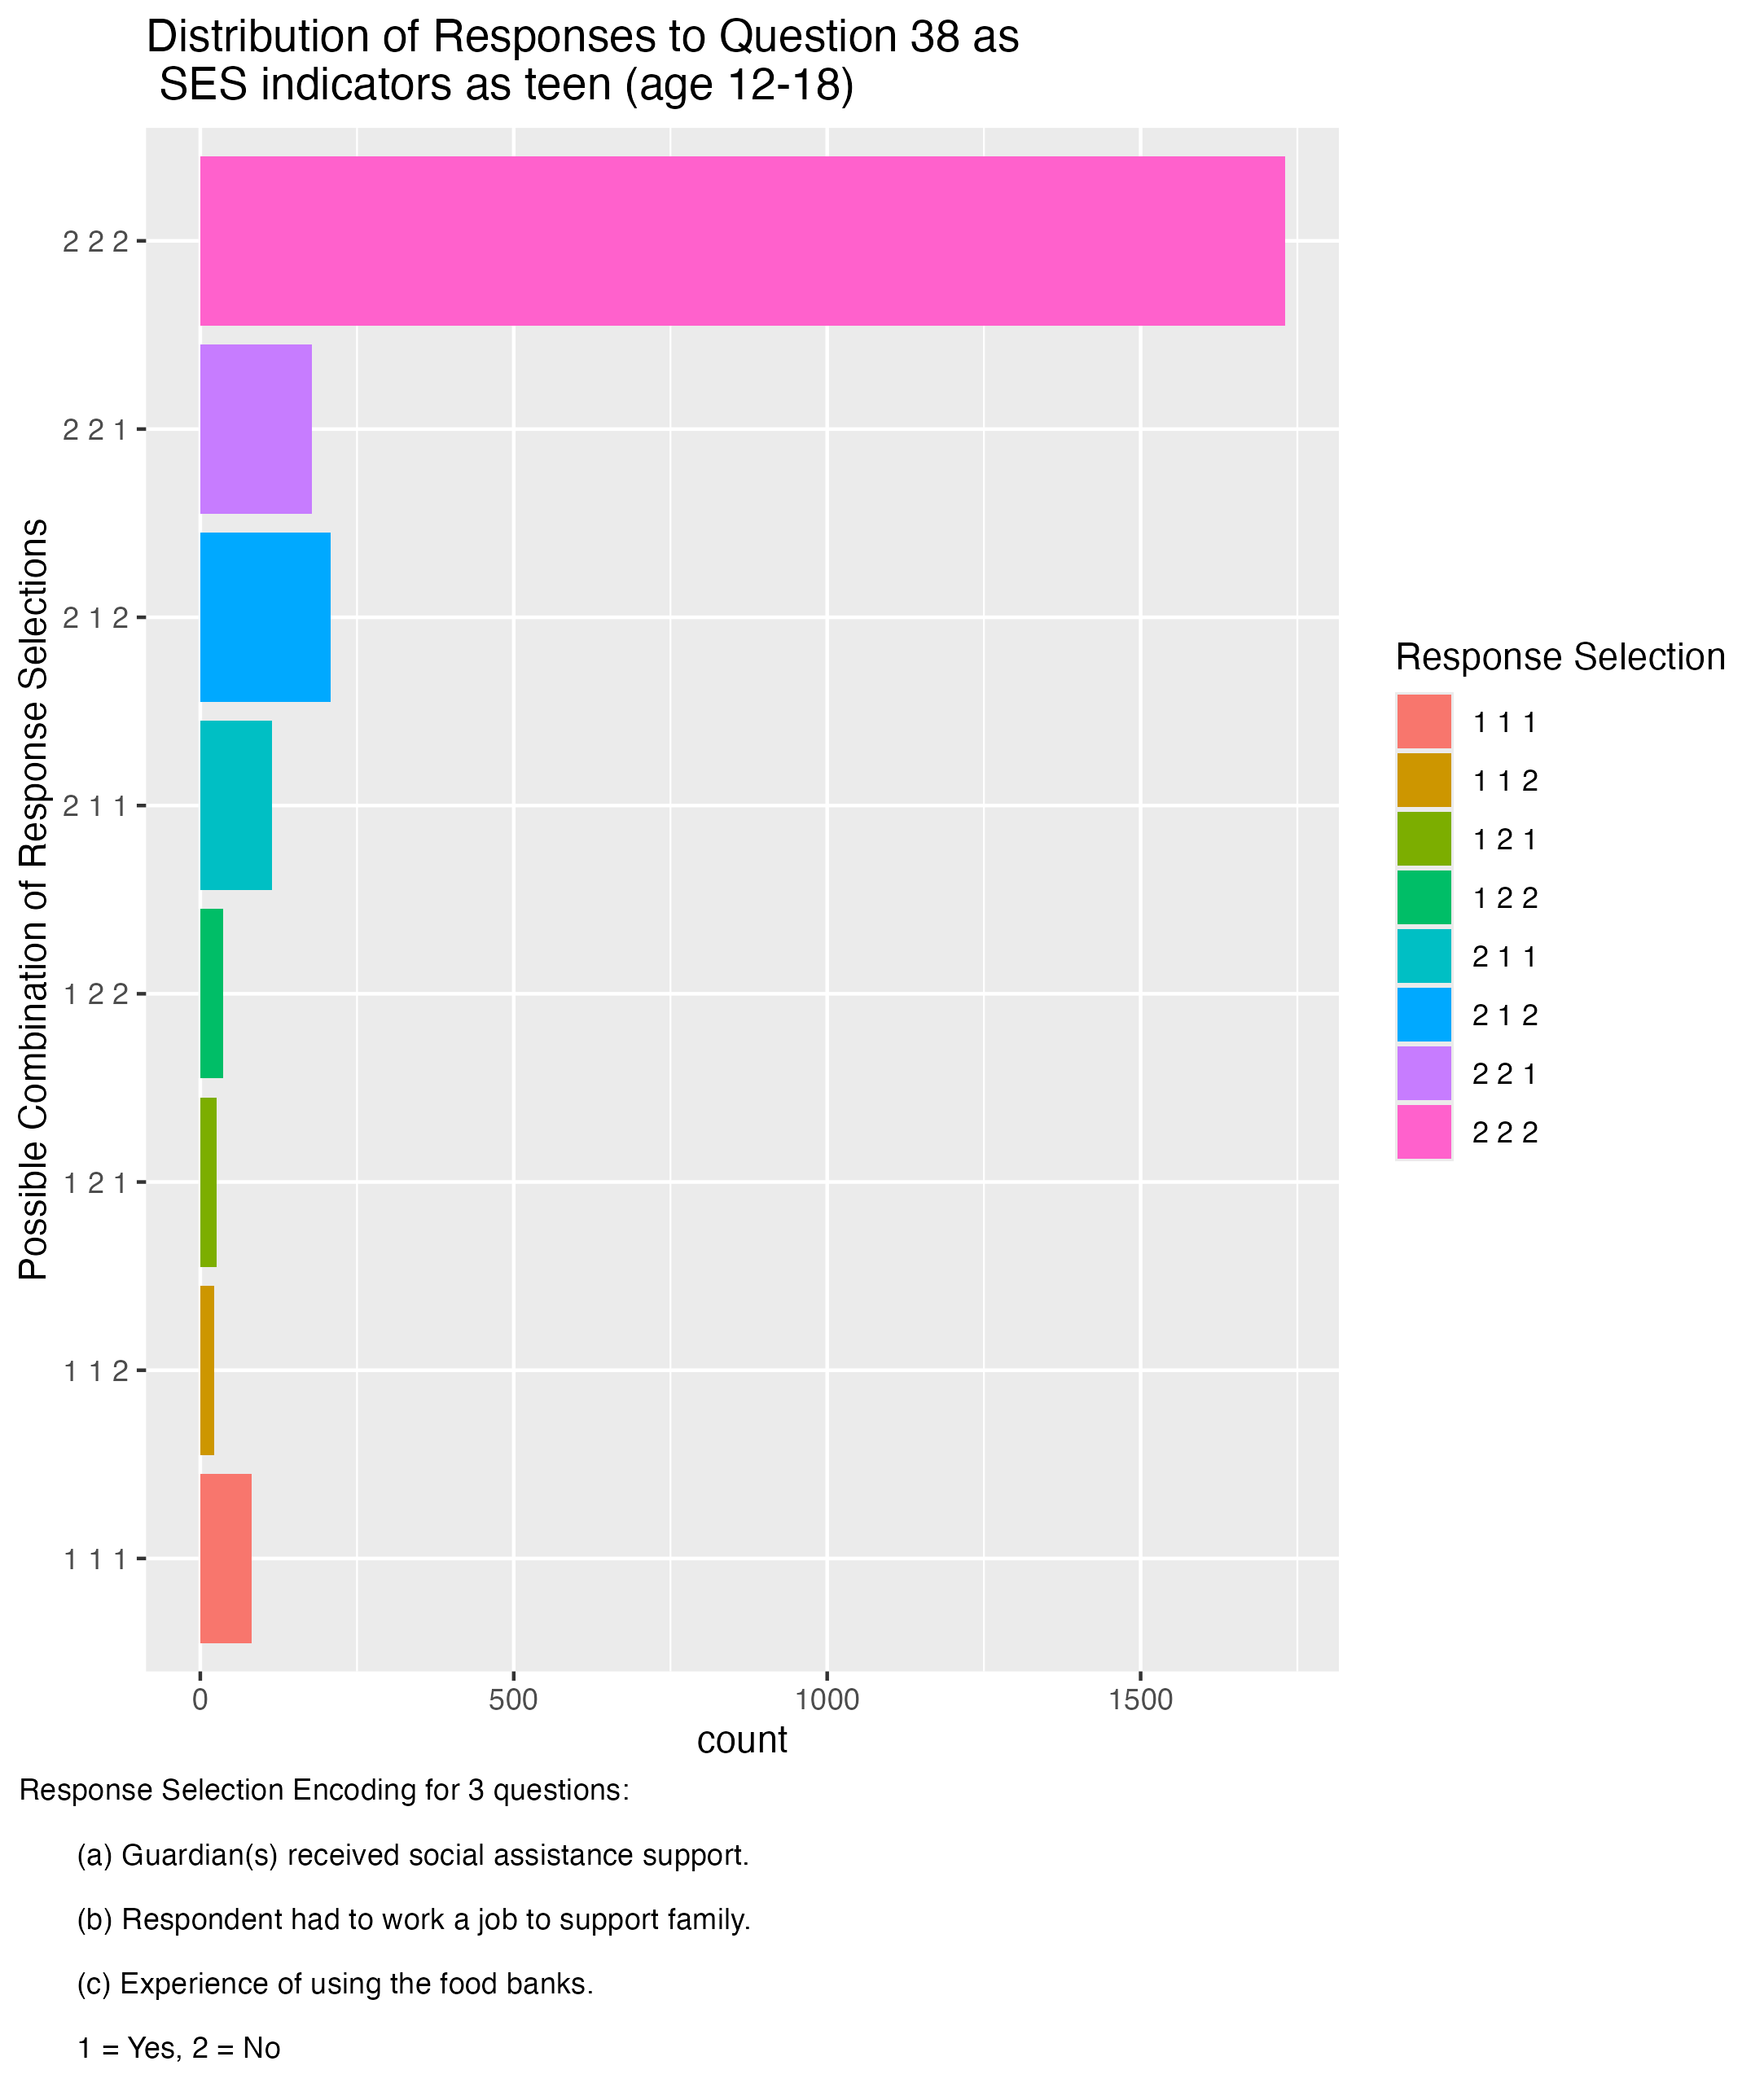 Distribution of Responses to Question 38 as
SES indicators as teen (age 12-18)
Possible Combination of Response Selections
2 2 2
2 2 1
2 1 2
2 1 1
1 2 2
1 2 1
1 1 2
1 1 1
0 500 1000 1500
count
Response Selection
1 1 1
1 1 2
1 2 1
1 2 2
2 1 1
2 1 2
2 2 1
2 2 2
Response Selection Encoding for 3 questions:
(a) Guardian(s) received social assistance support.
(b) Respondent had to work a job to support family.
(c) Experience of using the food banks.
1 = Yes, 2 = No